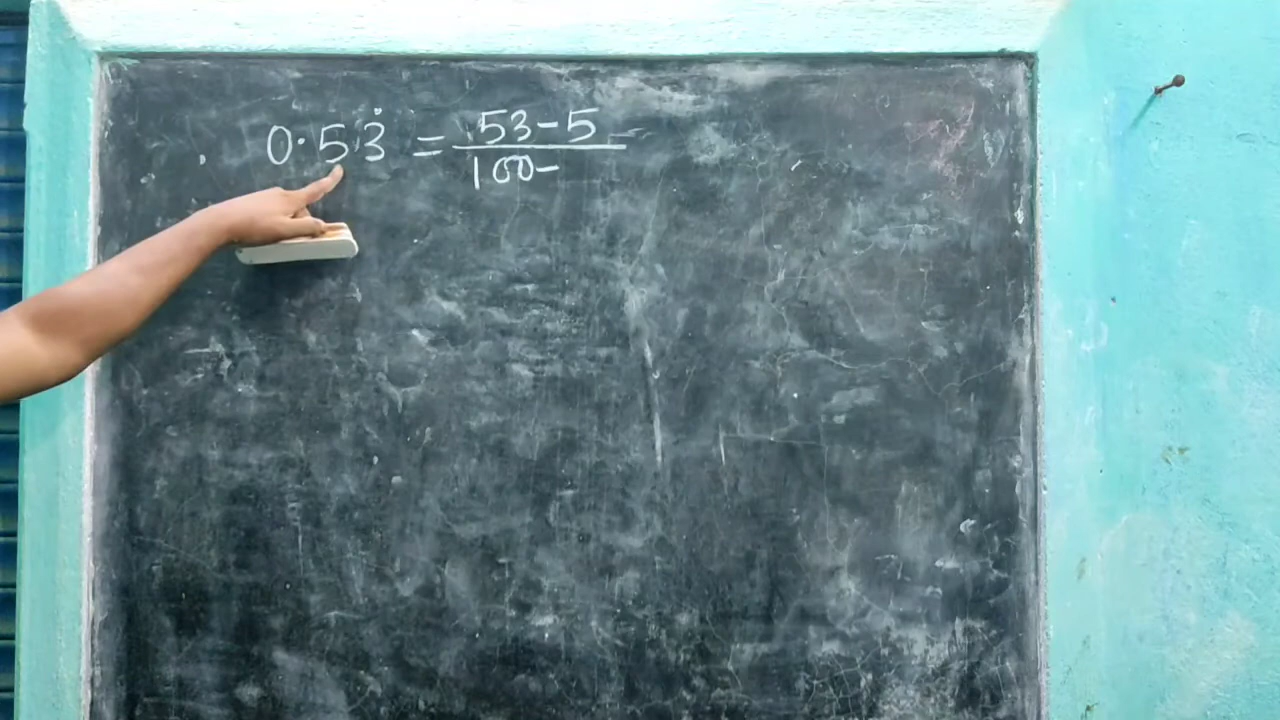 0.53̇ = 53-5
100-